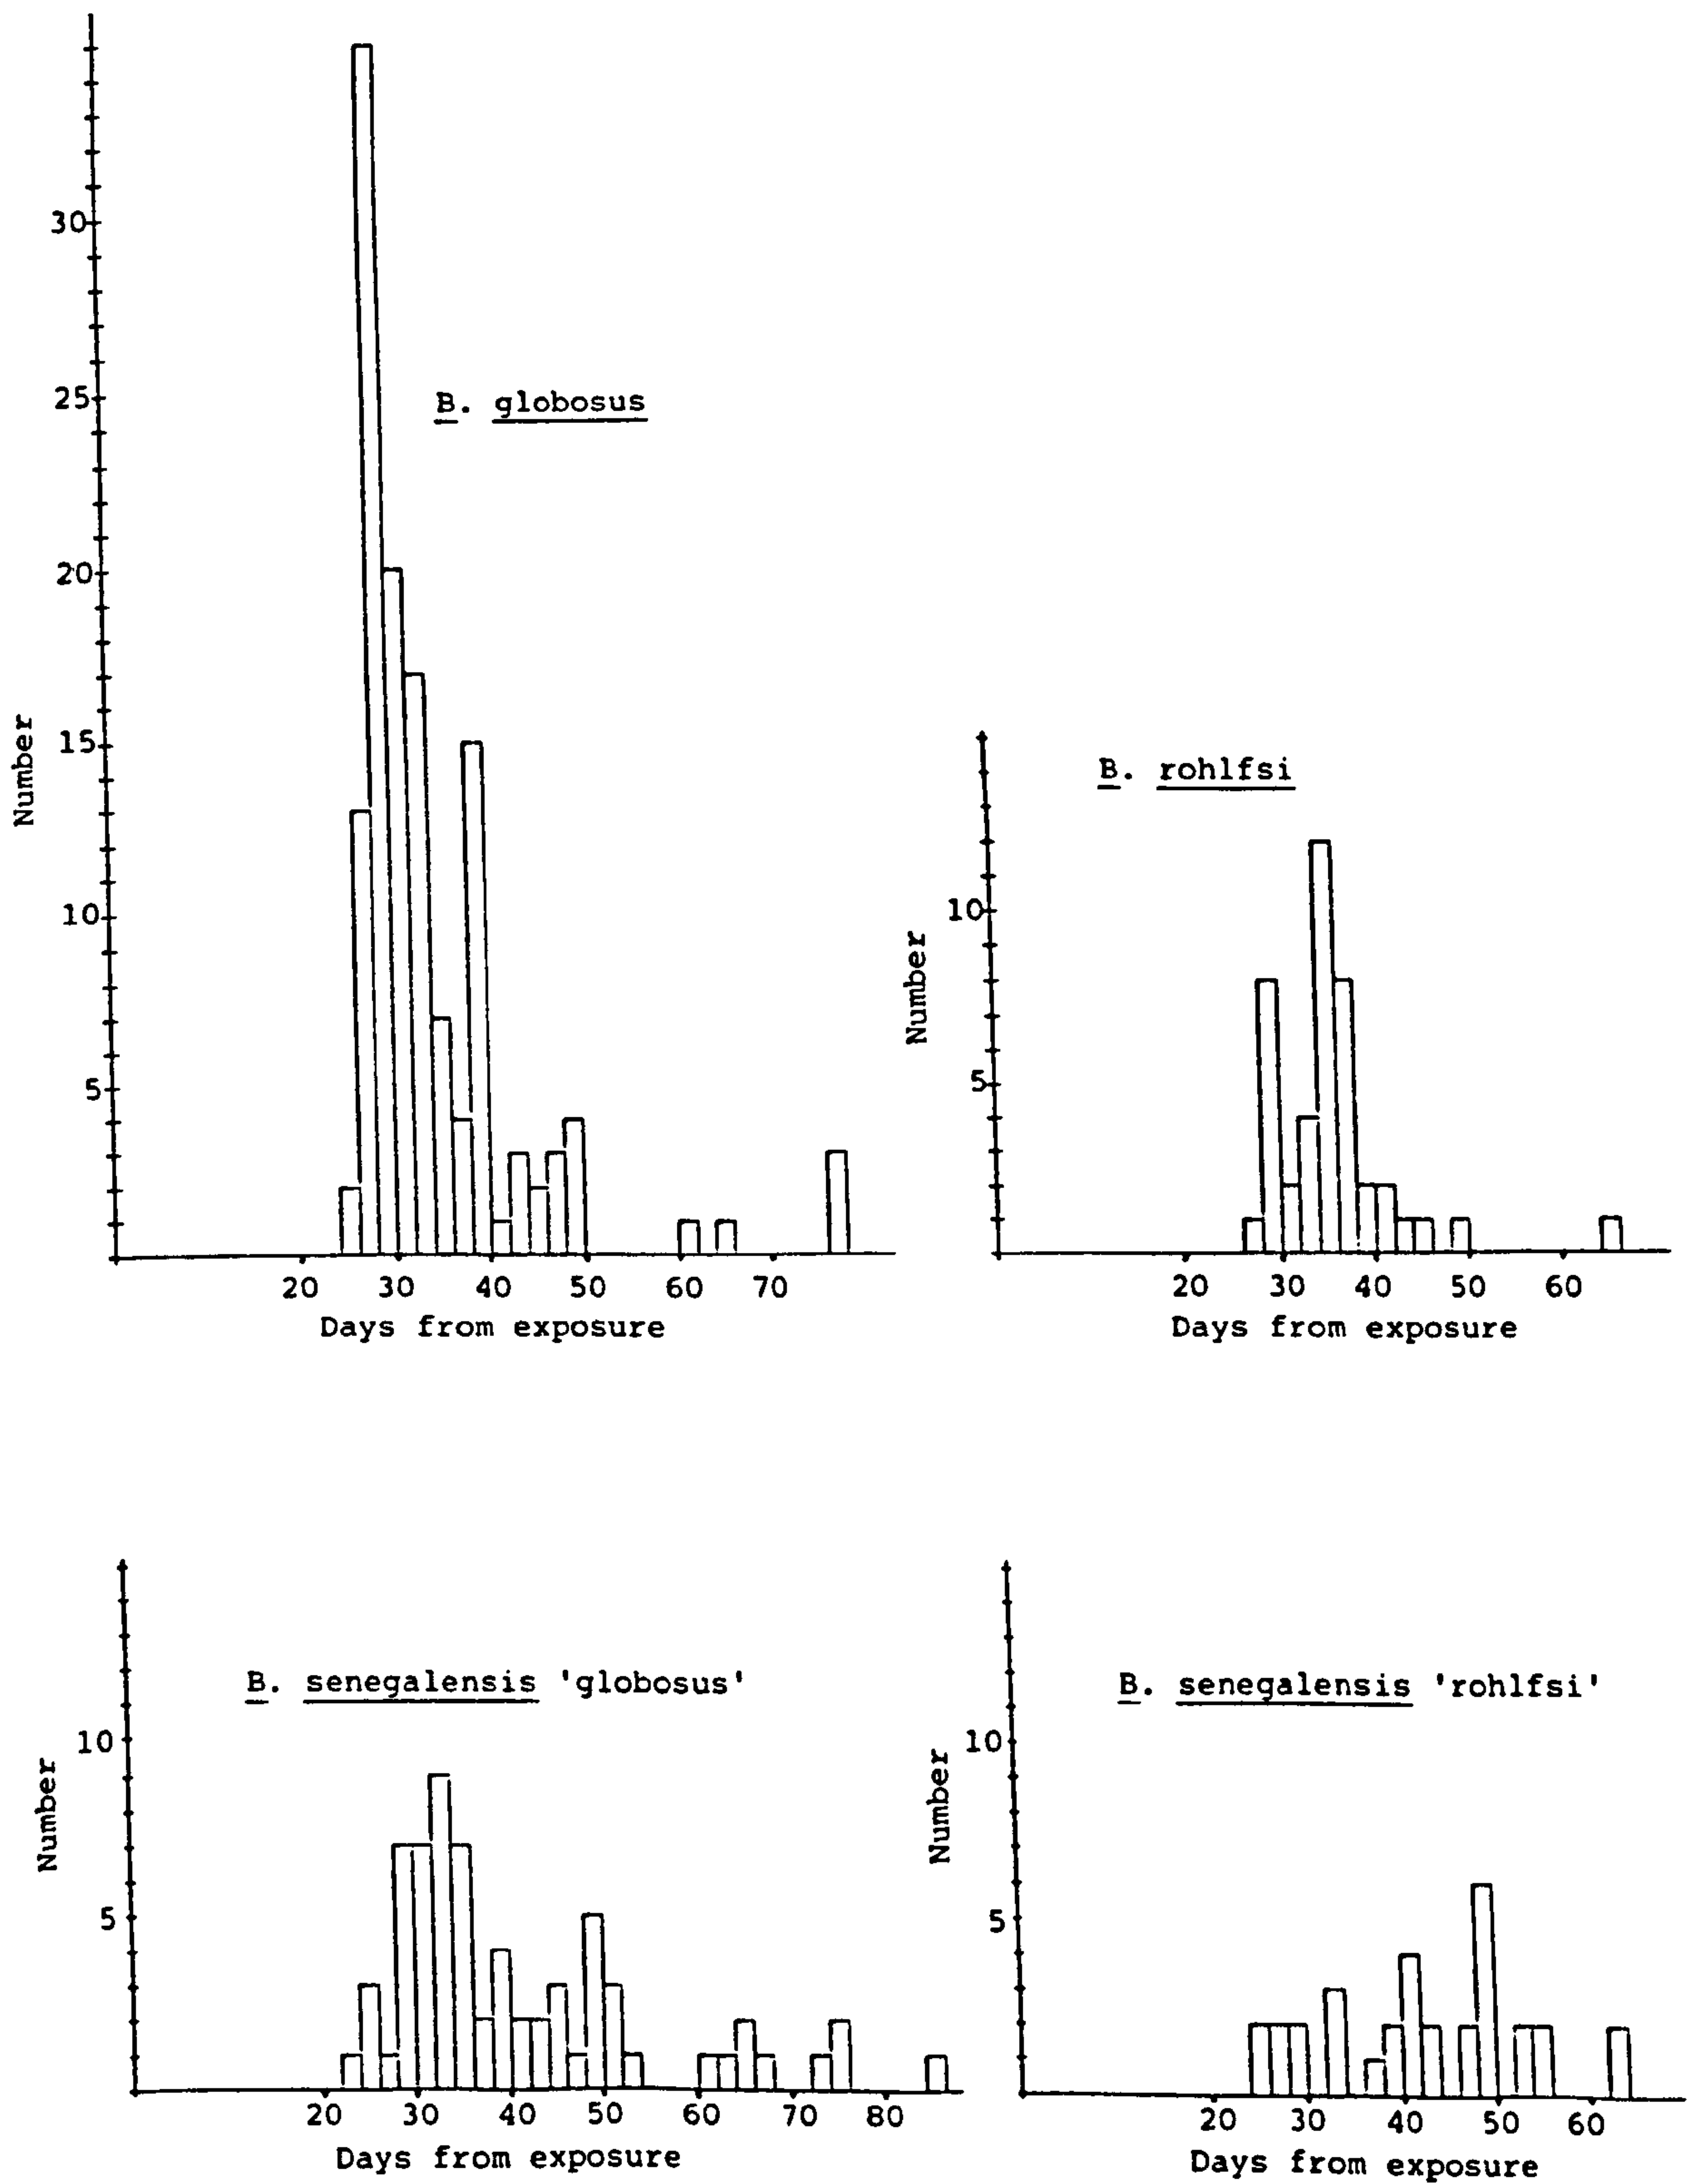 B. globosus
Number
30
25
20
15
10
5
20 30 40 50 60 70
Days from exposure
B. rohlfsi
Number
10
5
20 30 40 50 60
Days from exposure
B. senegalensis 'globosus'
Number
10
5
20 30 40 50 60 70 80
Days from exposure
B. senegalensis 'rohlfsi'
Number
10
5
20 30 40 50 60
Days from exposure